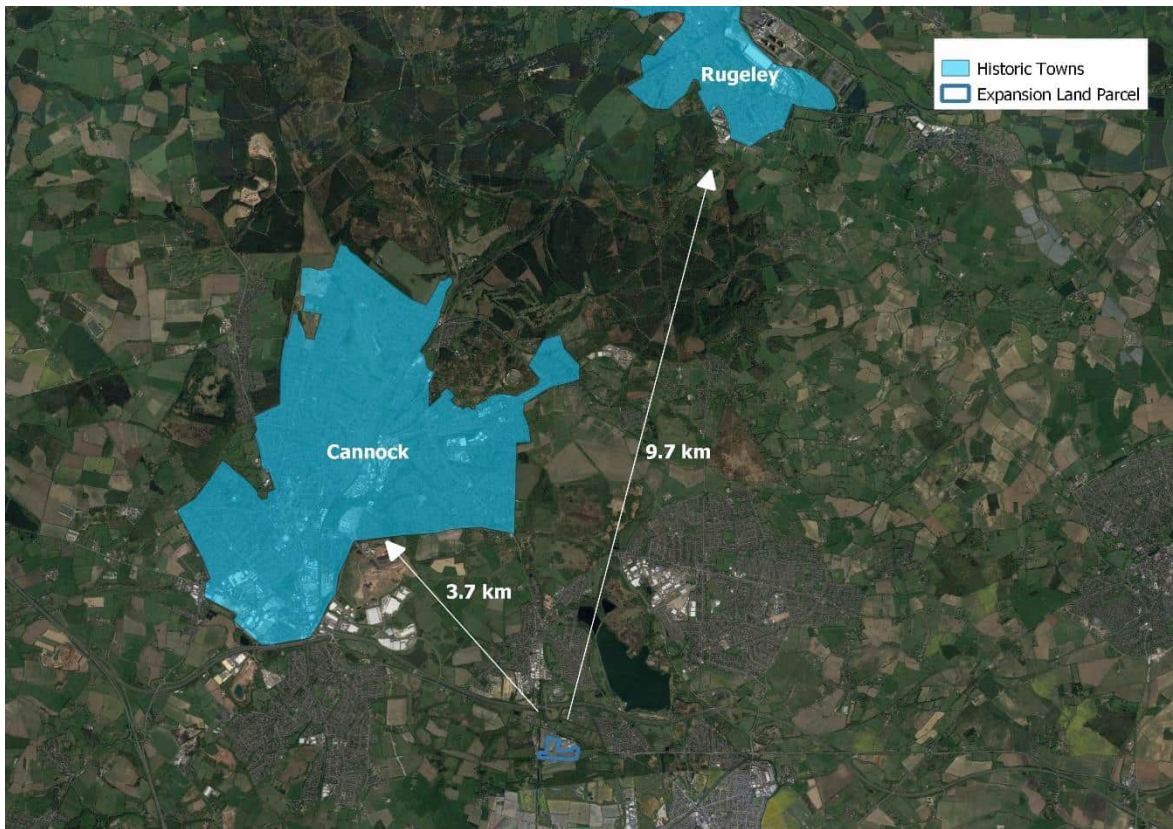 Rugeley
Historic Towns
Expansion Land Parcel
Cannock
9.7 km
3.7 km